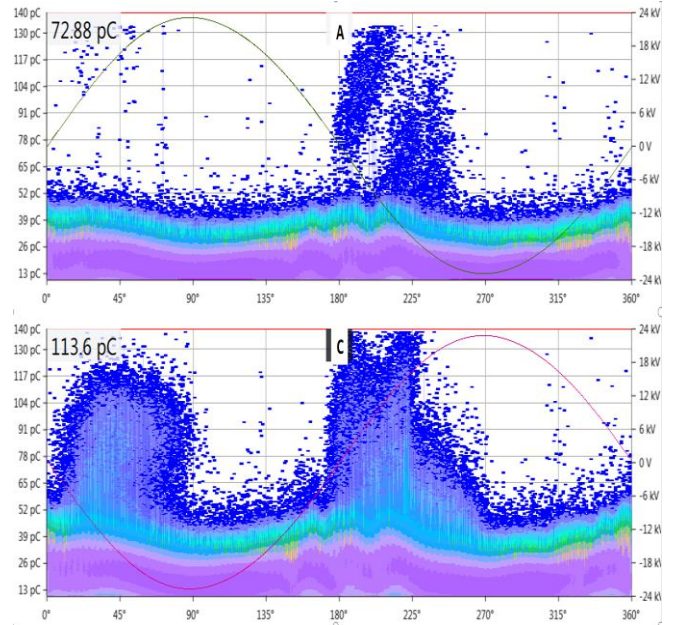 72.88 pC
A
140 pC
130 pC
117 pC
104 pC
91 pC
78 pC
65 pC
52 pC
39 pC
26 pC
13 pC
24 kV
18 kV
12 kV
6 kV
0 V
-6 kV
-12 kV
-18 kV
-24 kV
0° 45° 90° 135° 180° 225° 270° 315° 360°
113.6 pC
C
140 pC
130 pC
117 pC
104 pC
91 pC
78 pC
65 pC
52 pC
39 pC
26 pC
13 pC
24 kV
18 kV
12 kV
6 kV
0 V
-6 kV
-12 kV
-18 kV
-24 kV
0° 45° 90° 135° 180° 225° 270° 315° 360°